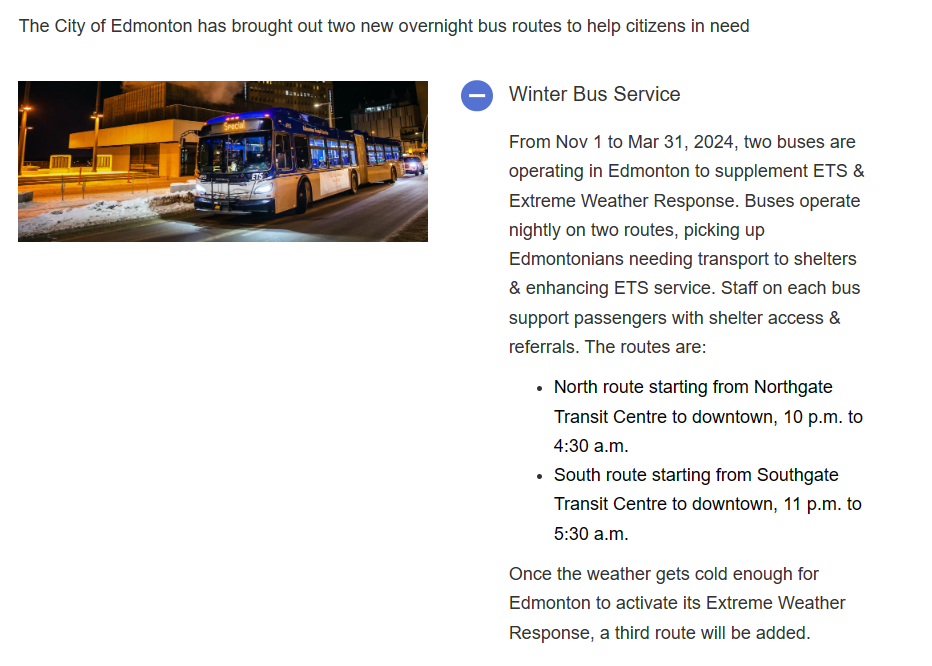 The City of Edmonton has brought out two new overnight bus routes to help citizens in need
Special
ETS
Winter Bus Service
From Nov 1 to Mar 31, 2024, two buses are
operating in Edmonton to supplement ETS &
Extreme Weather Response. Buses operate
nightly on two routes, picking up
Edmontonians needing transport to shelters
& enhancing ETS service. Staff on each bus
support passengers with shelter access &
referrals. The routes are:
• North route starting from Northgate
Transit Centre to downtown, 10 p.m. to
4:30 a.m.
• South route starting from Southgate
Transit Centre to downtown, 11 p.m. to
5:30 a.m.
Once the weather gets cold enough for
Edmonton to activate its Extreme Weather
Response, a third route will be added.